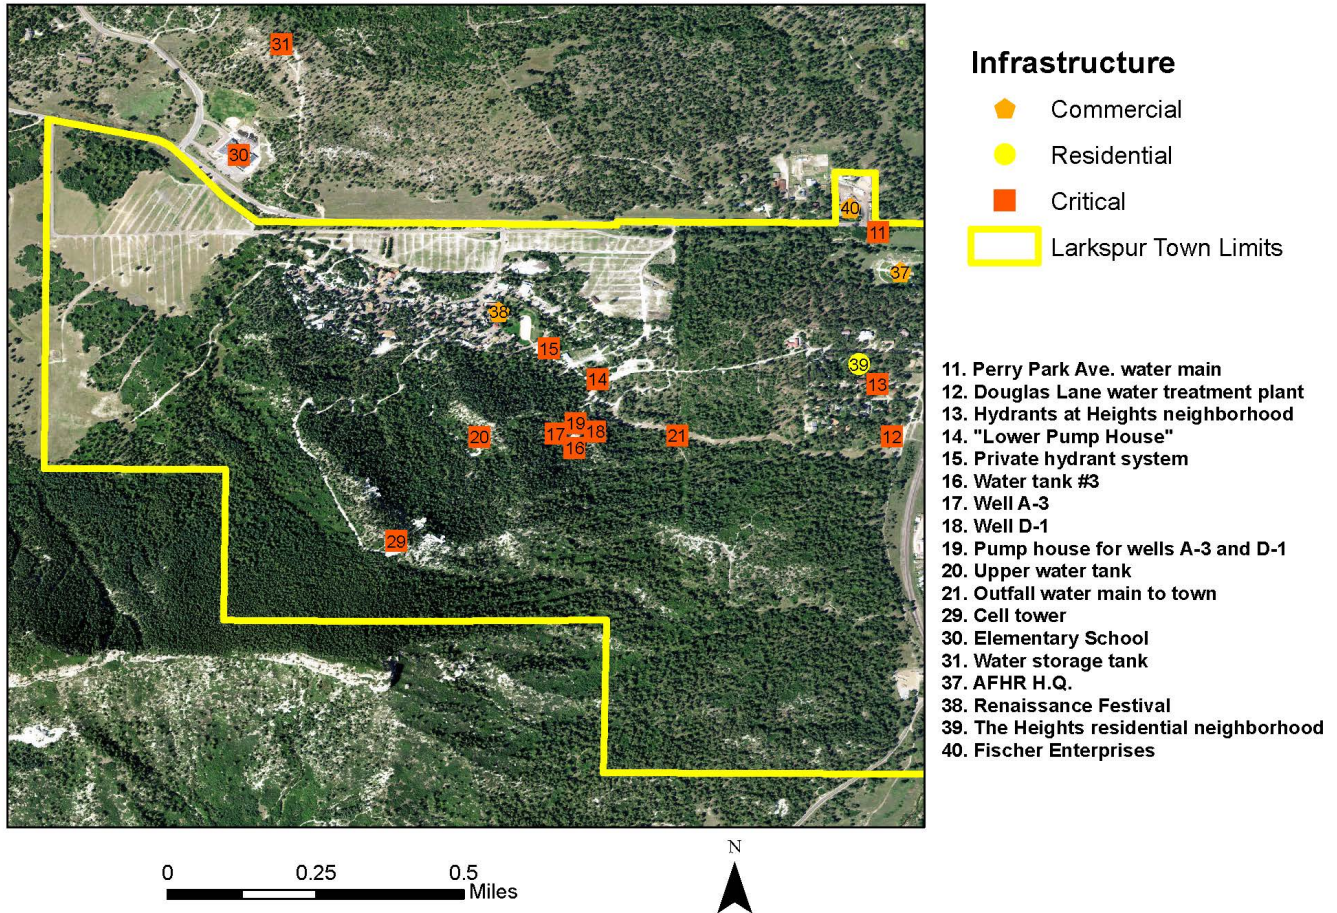 31
30
40
11
37
38
15
39
14
13
19
17
18
20
21
12
16
29
Infrastructure
Commercial
Residential
Critical
Larkspur Town Limits
11. Perry Park Ave. water main
12. Douglas Lane water treatment plant
13. Hydrants at Heights neighborhood
14. "Lower Pump House"
15. Private hydrant system
16. Water tank #3
17. Well A-3
18. Well D-1
19. Pump house for wells A-3 and D-1
20. Upper water tank
21. Outfall water main to town
29. Cell tower
30. Elementary School
31. Water storage tank
37. AFHR H.Q.
38. Renaissance Festival
39. The Heights residential neighborhood
40. Fischer Enterprises
0 0.25 0.5
Miles
N